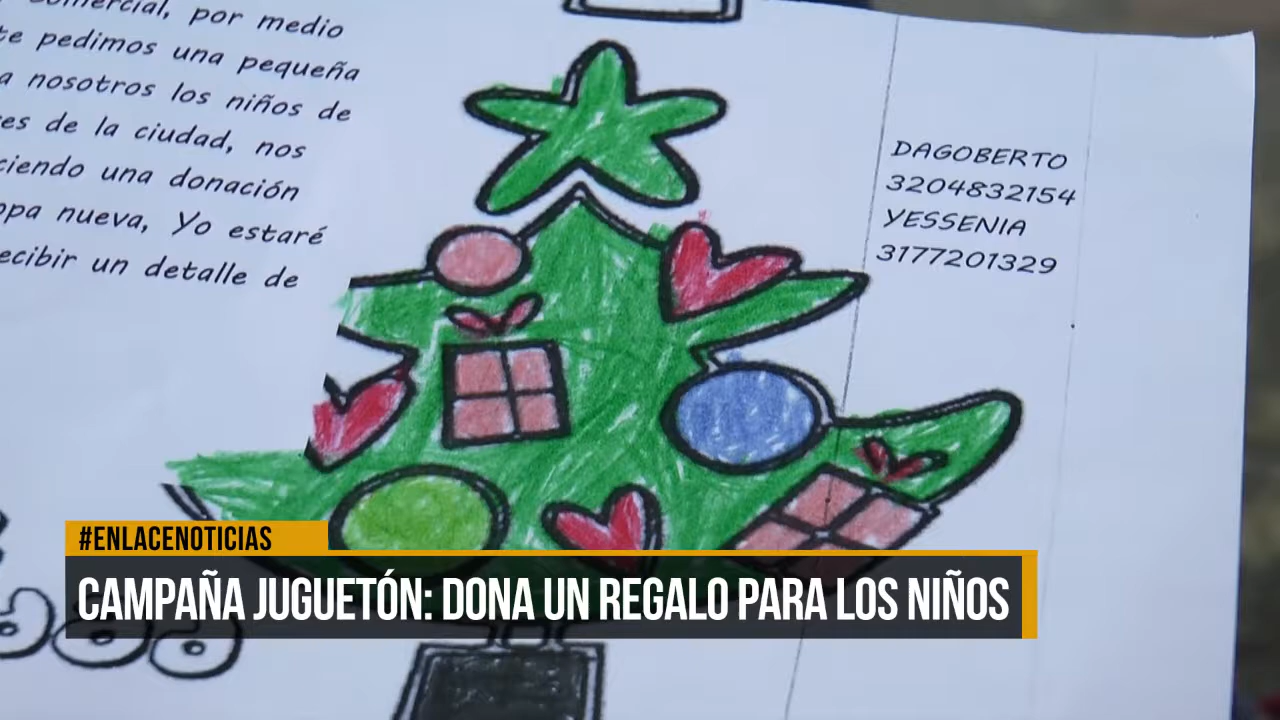 por medio
te pedimos una pequeña
a nosotros los niños de
es de la ciudad, nos
ciendo una donación
opa nueva, Yo estaré
ecibir un detalle de
DAGOBERTO
3204832154
YESSENIA
3177201329
#ENLACENOTICIAS
CAMPAÑA JUGUETÓN: DONA UN REGALO PARA LOS NIÑOS